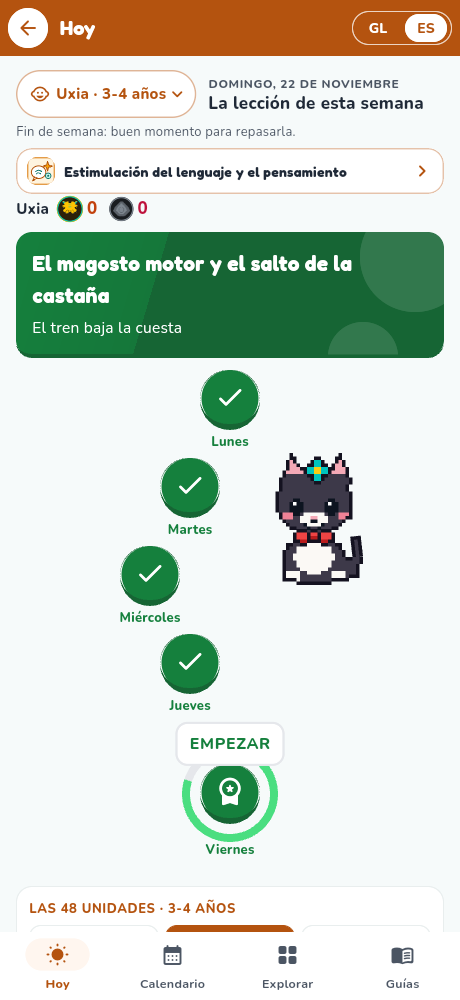 Hoy
GL
ES
Uxia · 3-4 años
DOMINGO, 22 DE NOVIEMBRE
La lección de esta semana
Fin de semana: buen momento para repasarla.
Estimulación del lenguaje y el pensamiento
Uxia 0 0
El magosto motor y el salto de la
castaña
El tren baja la cuesta
Lunes
Martes
Miércoles
Jueves
EMPEZAR
Viernes
LAS 48 UNIDADES · 3-4 AÑOS
Hoy
Calendario
Explorar
Guías